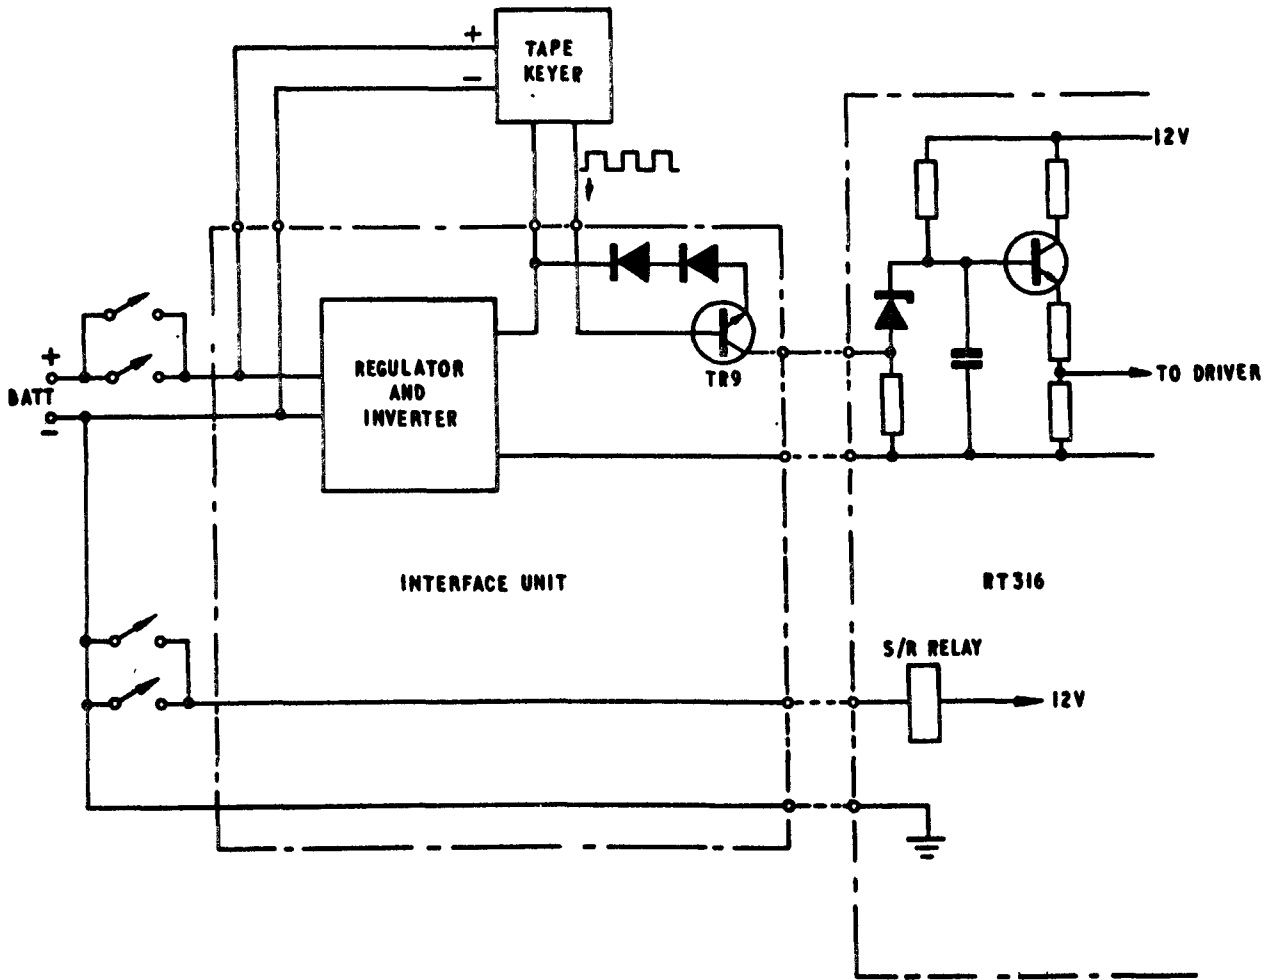 +
TAPE
KEYER
−
12V
+
BATT
−
REGULATOR
AND
INVERTER
TR9
TO DRIVER
INTERFACE UNIT
RT316
S/R RELAY
12V